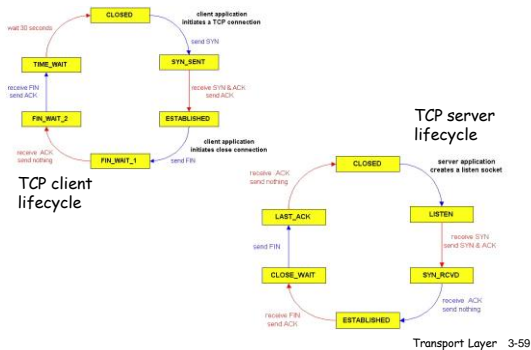 CLOSED
client application
initiates a TCP connection
wait 30 seconds
send SYN
TIME_WAIT
SYN_SENT
receive FIN
send ACK
receive SYN & ACK
send ACK
FIN_WAIT_2
ESTABLISHED
client application
initiates close connection
receive ACK
send nothing
send FIN
FIN_WAIT_1
TCP client
lifecycle
TCP server
lifecycle
CLOSED
server application
creates a listen socket
receive ACK
send nothing
LAST_ACK
LISTEN
send FIN
receive SYN
send SYN & ACK
CLOSE_WAIT
SYN_RCVD
receive FIN
send ACK
receive ACK
send nothing
ESTABLISHED
Transport Layer 3-59